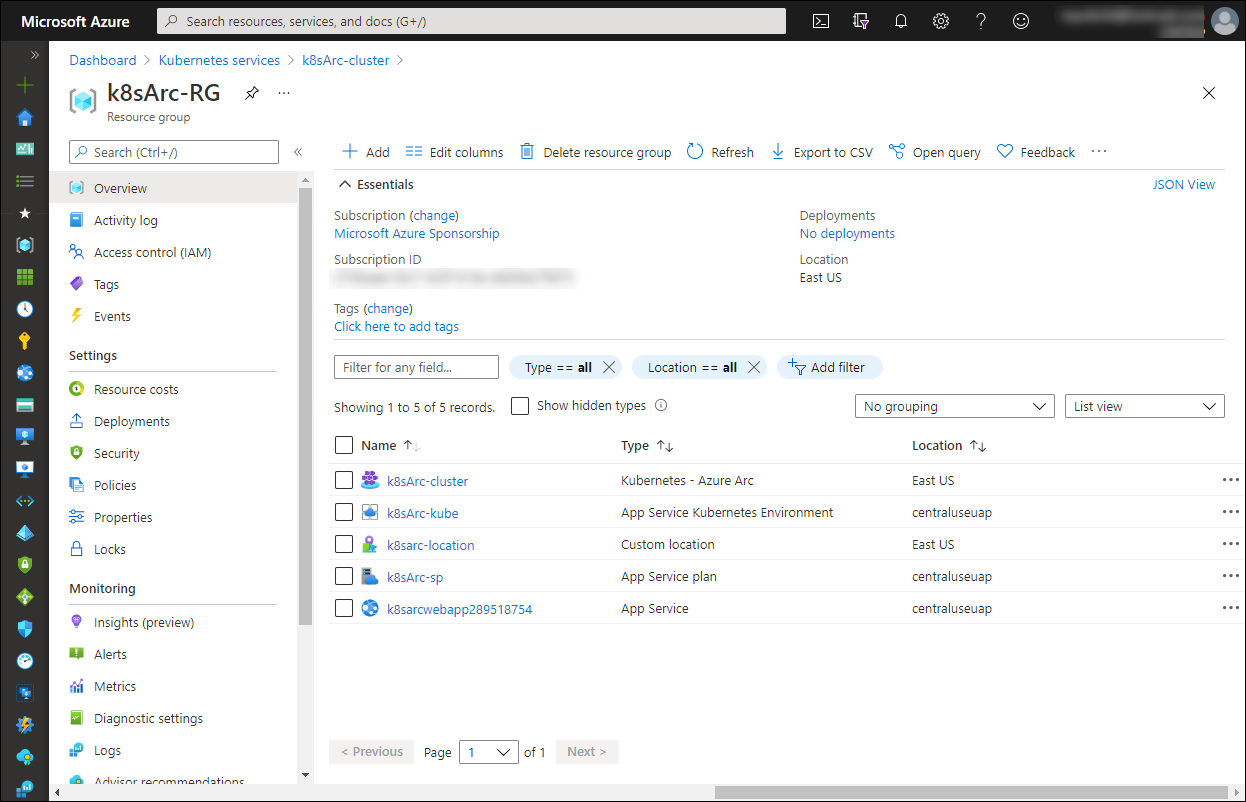 Microsoft Azure
Search resources, services, and docs (G+/)
Dashboard > Kubernetes services > k8sArc-cluster >
k8sArc-RG
Resource group
Search (Ctrl+/)
Overview
Activity log
Access control (IAM)
Tags
Events
Settings
Resource costs
Deployments
Security
Policies
Properties
Locks
Monitoring
Insights (preview)
Alerts
Metrics
Diagnostic settings
Logs
Advisor recommendations
Add Edit columns Delete resource group Refresh Export to CSV Open query Feedback
Essentials JSON View
Subscription (change)
Microsoft Azure Sponsorship
Subscription ID
Deployments
No deployments
Location
East US
Tags (change)
Click here to add tags
Filter for any field... Type == all Location == all Add filter
Showing 1 to 5 of 5 records. Show hidden types No grouping List view
Name Type Location
k8sArc-cluster Kubernetes - Azure Arc East US
k8sArc-kube App Service Kubernetes Environment centraluseuap
k8sarc-location Custom location East US
k8sArc-sp App Service plan centraluseuap
k8sarcwebapp289518754 App Service centraluseuap
< Previous Page 1 of 1 Next >